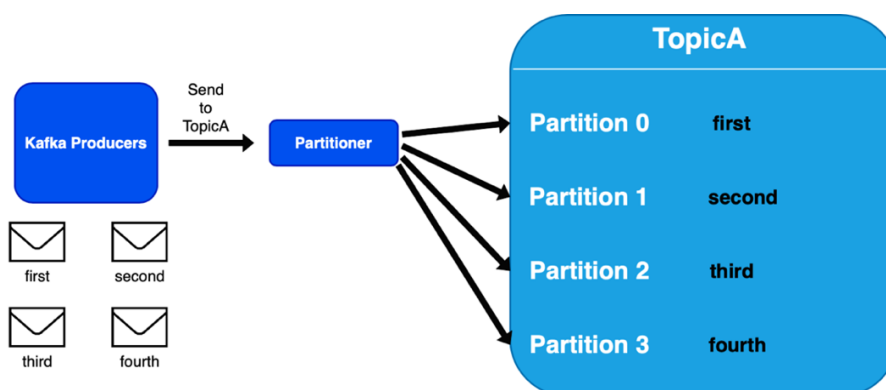 Kafka Producers
Send
to
TopicA
Partitioner
TopicA
Partition 0 first
Partition 1 second
Partition 2 third
Partition 3 fourth
first second
third fourth